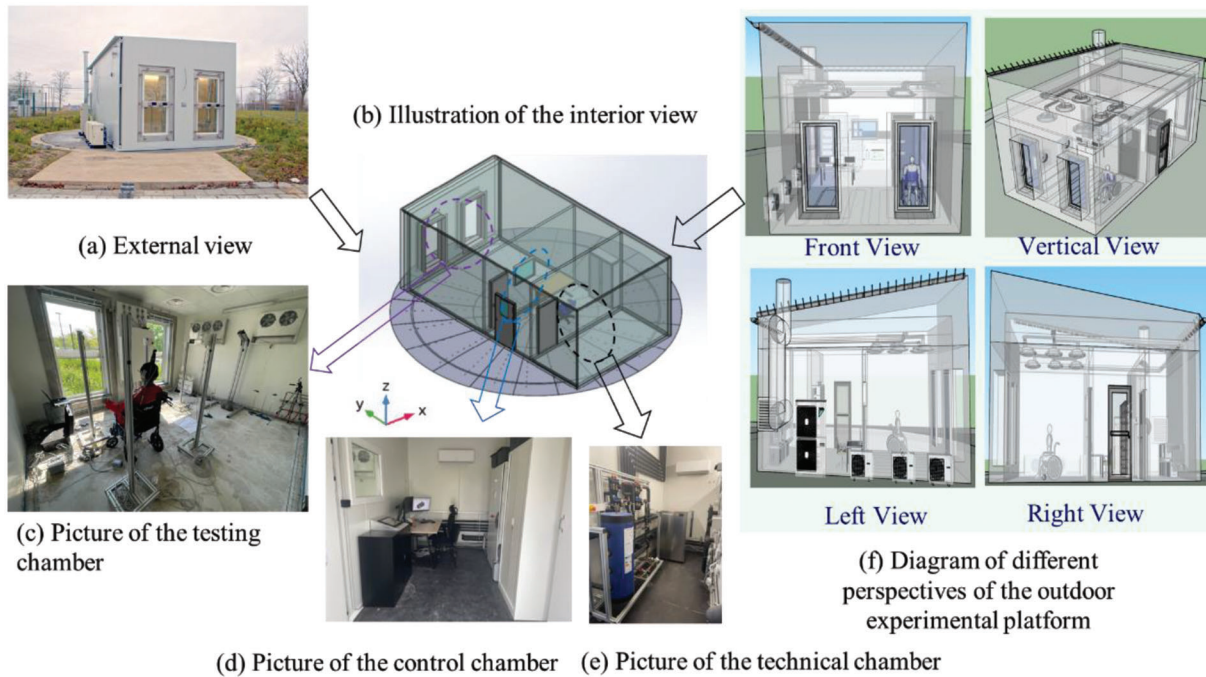 (a) External view
(b) Illustration of the interior view
z
y
x
(c) Picture of the testing
chamber
(d) Picture of the control chamber
(e) Picture of the technical chamber
Front View
Vertical View
Left View
Right View
(f) Diagram of different
perspectives of the outdoor
experimental platform